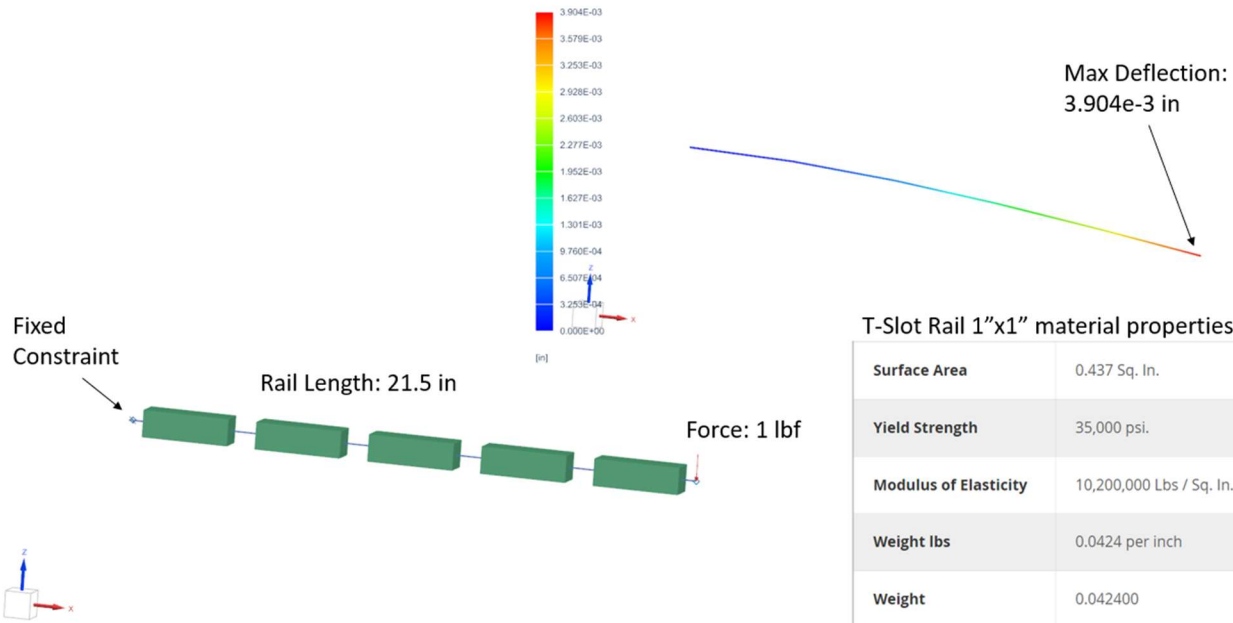 3.904E-03
3.579E-03
3.253E-03
2.928E-03
2.603E-03
2.277E-03
1.952E-03
1.627E-03
1.301E-03
9.760E-04
6.507E-04
3.253E-04
0.000E+00
[in]
Z
X
Max Deflection:
3.904e-3 in
Fixed
Constraint
Rail Length: 21.5 in
Force: 1 lbf
Z
X
T-Slot Rail 1”x1” material properties
Surface Area 0.437 Sq. In.
Yield Strength 35,000 psi.
Modulus of Elasticity 10,200,000 Lbs / Sq. In.
Weight lbs 0.0424 per inch
Weight 0.042400